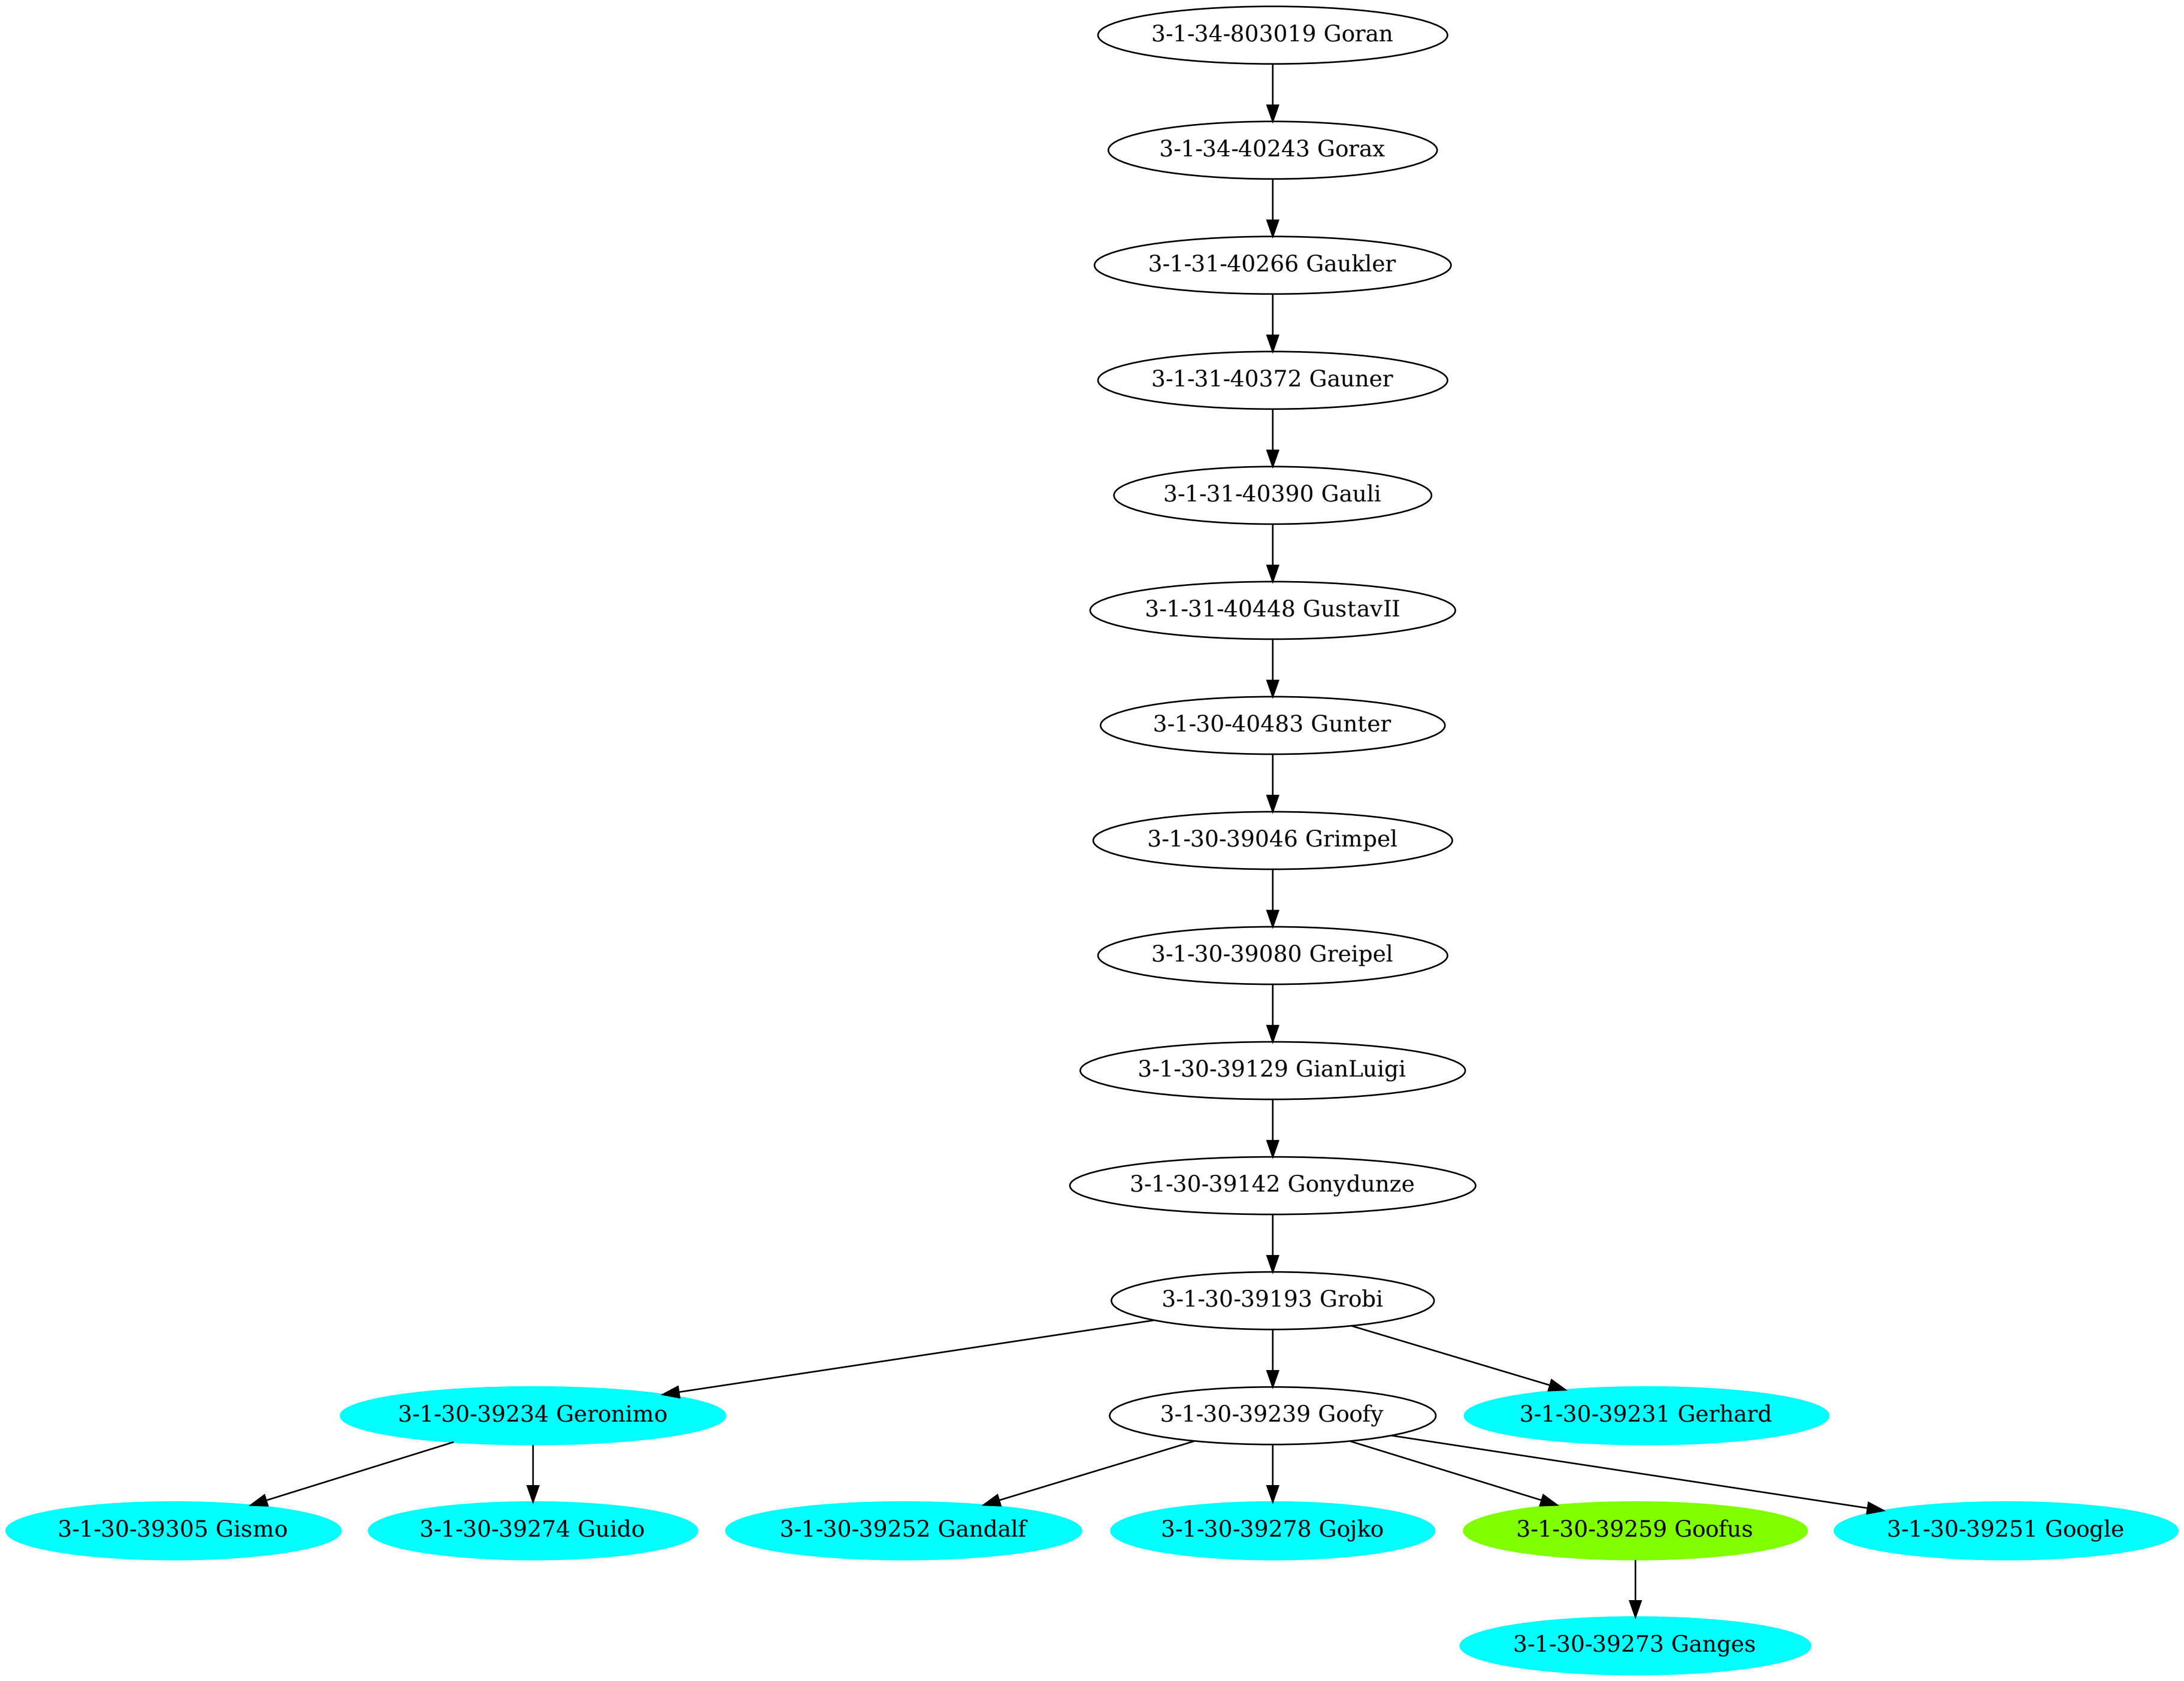 3-1-34-803019 Goran
3-1-34-40243 Gorax
3-1-31-40266 Gaukler
3-1-31-40372 Gauner
3-1-31-40390 Gauli
3-1-31-40448 GustavII
3-1-30-40483 Gunter
3-1-30-39046 Grimpel
3-1-30-39080 Greipel
3-1-30-39129 GianLuigi
3-1-30-39142 Gonydunze
3-1-30-39193 Grobi
3-1-30-39234 Geronimo
3-1-30-39239 Goofy
3-1-30-39231 Gerhard
3-1-30-39305 Gismo
3-1-30-39274 Guido
3-1-30-39252 Gandalf
3-1-30-39278 Gojko
3-1-30-39259 Goofus
3-1-30-39251 Google
3-1-30-39273 Ganges